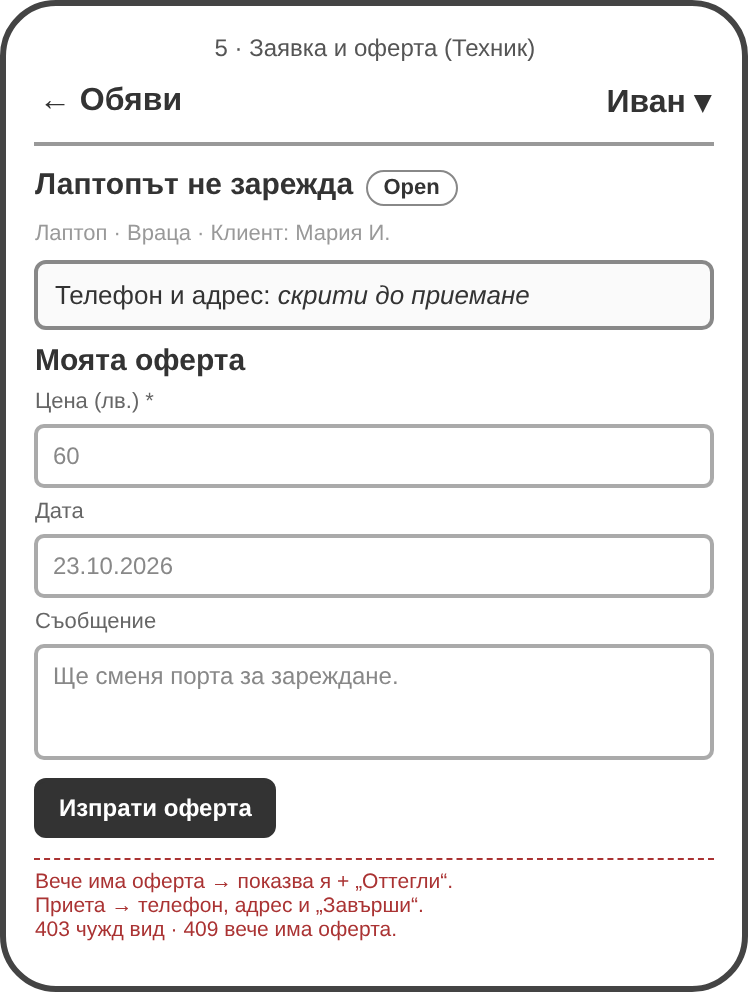 5 · Заявка и оферта (Техник)
← Обяви
Иван ▼
Лаптопът не зарежда Open
Лаптоп · Враца · Клиент: Мария И.
Телефон и адрес: скрити до приемане
Моята оферта
Цена (лв.) *
60
Дата
23.10.2026
Съобщение
Ще сменя порта за зареждане.
Изпрати оферта
Вече има оферта → показва я + „Оттегли“.
Приета → телефон, адрес и „Завърши“.
403 чужд вид · 409 вече има оферта.